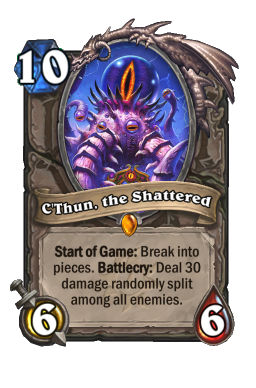 10
C'Thun, the Shattered
Start of Game: Break into
pieces. Battlecry: Deal 30
damage randomly split
among all enemies.
6
6